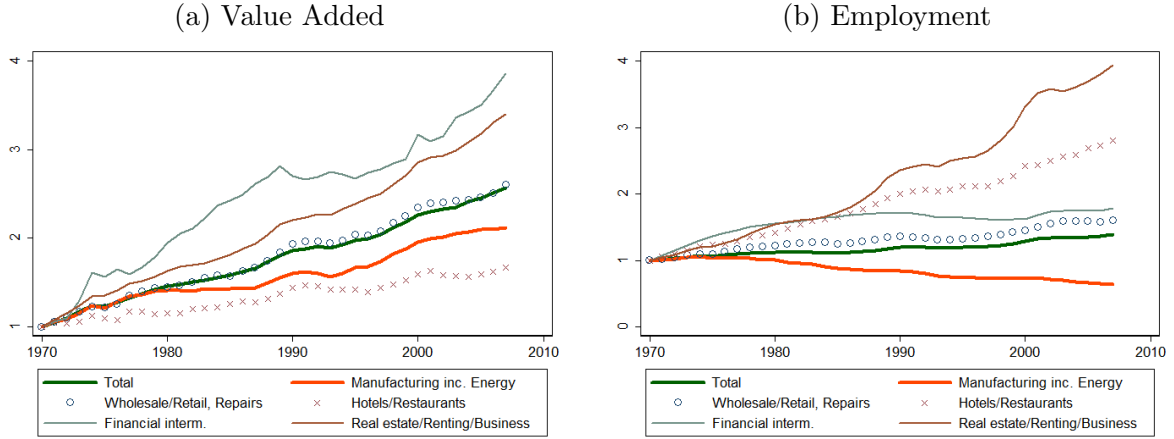 (a) Value Added
4
3
2
1
1970 1980 1990 2000 2010
Total Manufacturing inc. Energy
Wholesale/Retail, Repairs Hotels/Restaurants
Financial interm. Real estate/Renting/Business
(b) Employment
4
3
2
1
0
1970 1980 1990 2000 2010
Total Manufacturing inc. Energy
Wholesale/Retail, Repairs Hotels/Restaurants
Financial interm. Real estate/Renting/Business